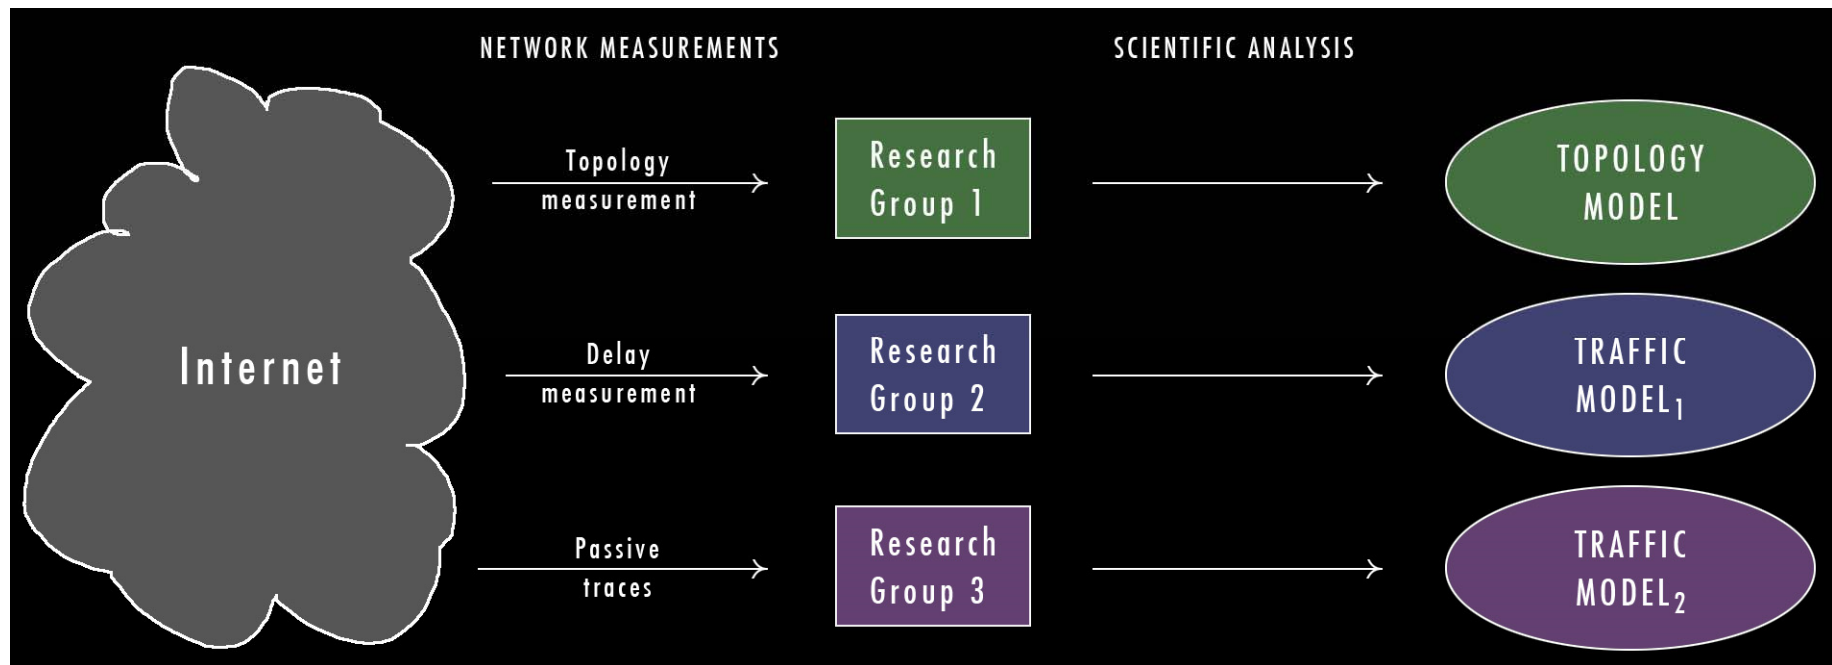 NETWORK MEASUREMENTS
SCIENTIFIC ANALYSIS
Internet
Topology
measurement
Research
Group 1
TOPOLOGY
MODEL
Delay
measurement
Research
Group 2
TRAFFIC
MODEL₁
Passive
traces
Research
Group 3
TRAFFIC
MODEL₂